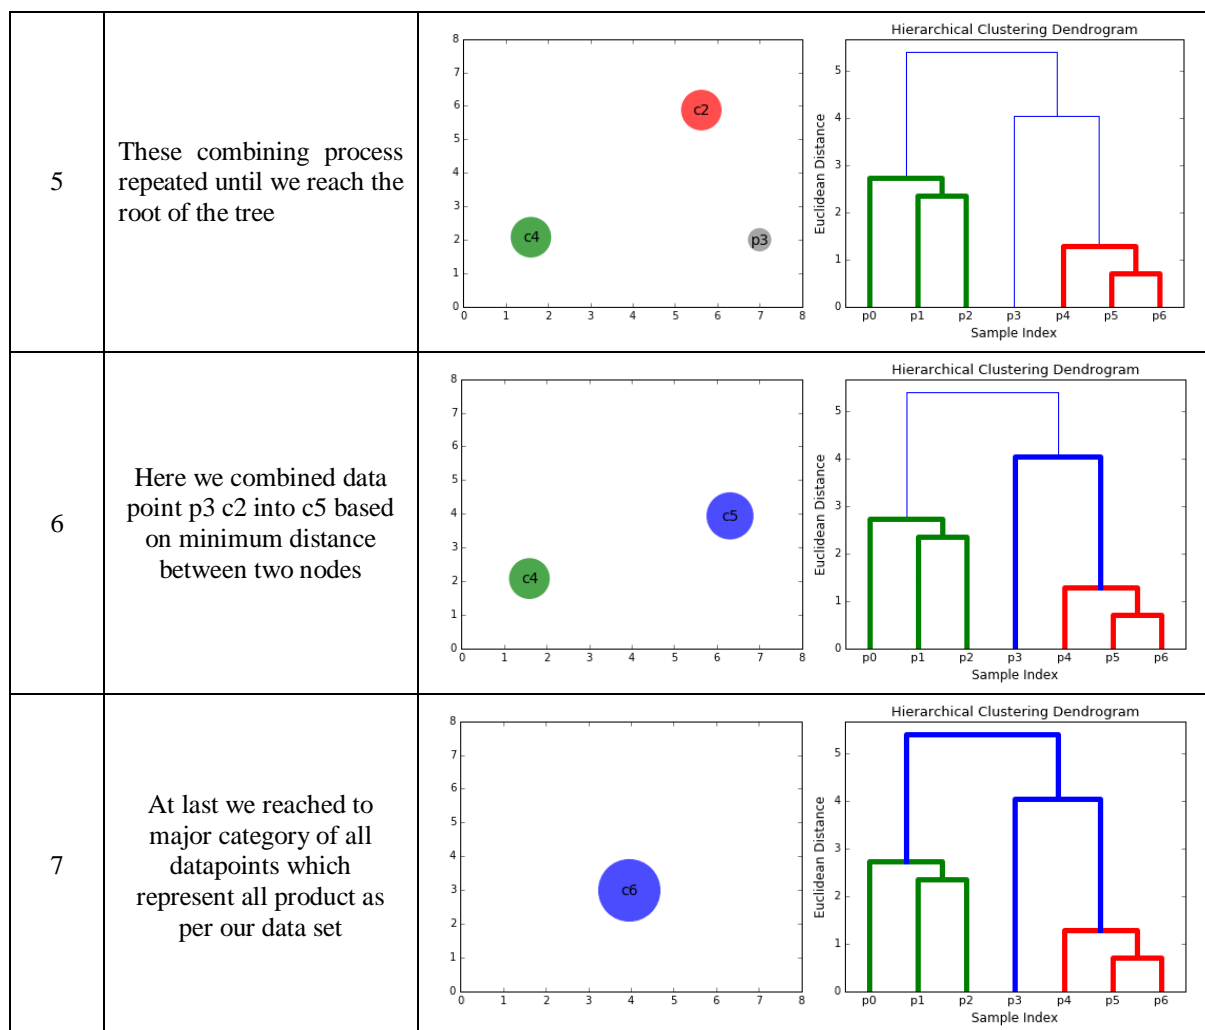 5
These combining process
repeated until we reach the
root of the tree
8
7
6
5
4
3
2
1
0
0 1 2 3 4 5 6 7 8
c2
c4
p3
Hierarchical Clustering Dendrogram
Euclidean Distance
5
4
3
2
1
0
p0 p1 p2 p3 p4 p5 p6
Sample Index
6
Here we combined data
point p3 c2 into c5 based
on minimum distance
between two nodes
8
7
6
5
4
3
2
1
0
0 1 2 3 4 5 6 7 8
c5
c4
Hierarchical Clustering Dendrogram
Euclidean Distance
5
4
3
2
1
0
p0 p1 p2 p3 p4 p5 p6
Sample Index
7
At last we reached to
major category of all
datapoints which
represent all product as
per our data set
8
7
6
5
4
3
2
1
0
0 1 2 3 4 5 6 7 8
c6
Hierarchical Clustering Dendrogram
Euclidean Distance
5
4
3
2
1
0
p0 p1 p2 p3 p4 p5 p6
Sample Index